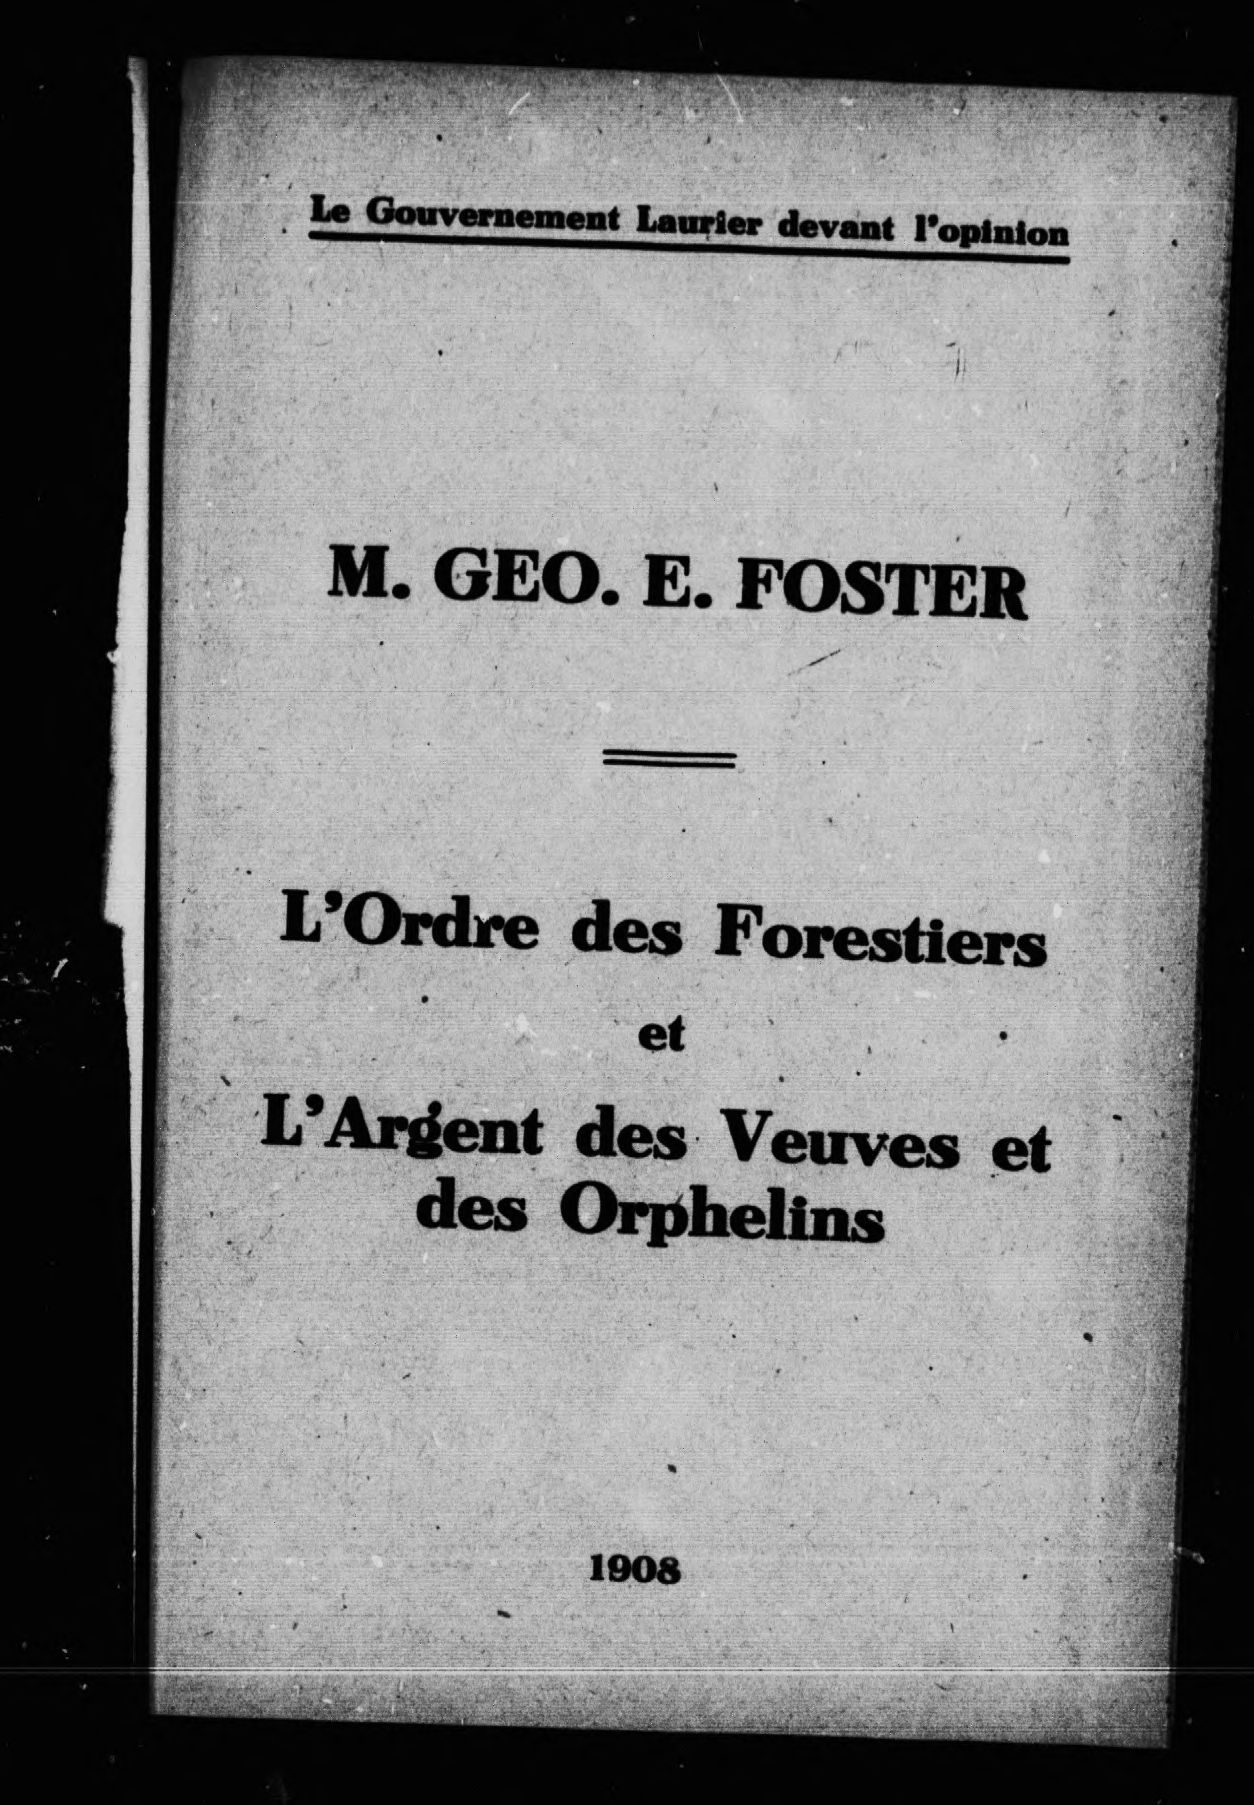 Le Gouvernement Laurier devant l'opinion
M. GEO. E. FOSTER
L'Ordre des Forestiers
et
L'Argent des Veuves et
des Orphelins
1908